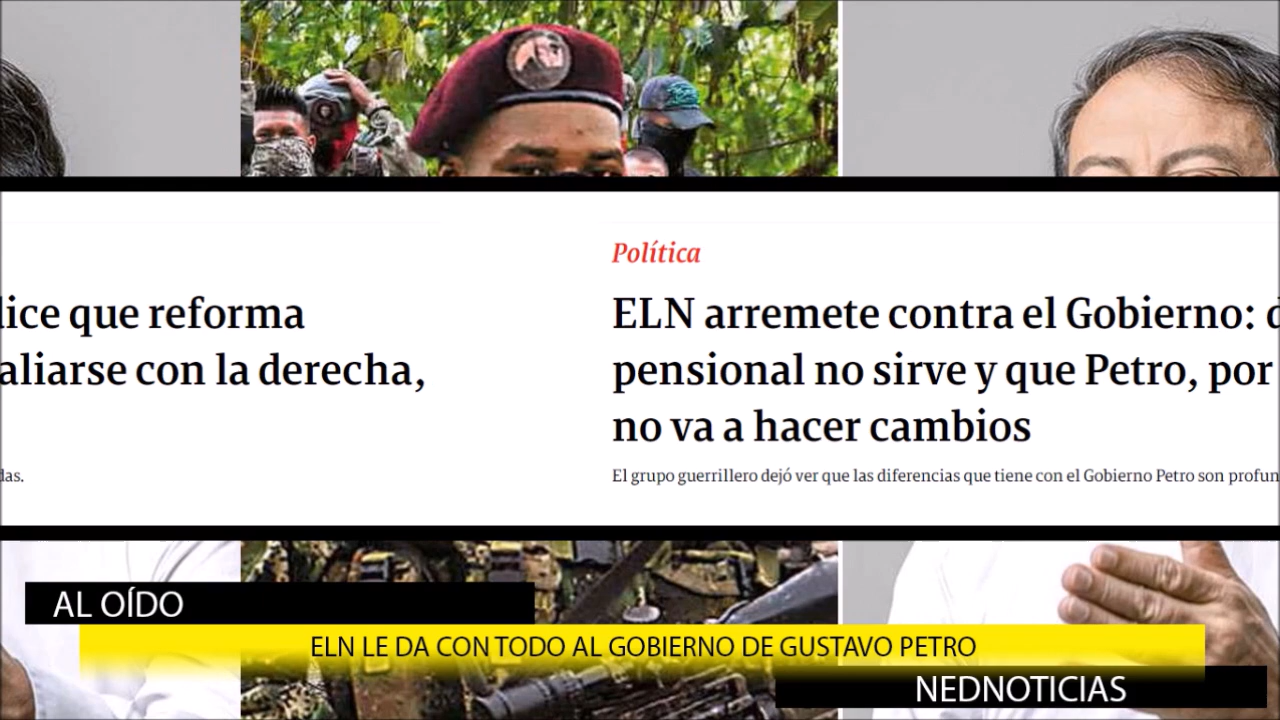 dice que reforma
aliarse con la derecha,
das.
Política
ELN arremete contra el Gobierno: d
pensional no sirve y que Petro, por
no va a hacer cambios
El grupo guerrillero dejó ver que las diferencias que tiene con el Gobierno Petro son profun
AL OÍDO
ELN LE DA CON TODO AL GOBIERNO DE GUSTAVO PETRO
NEDNOTICIAS